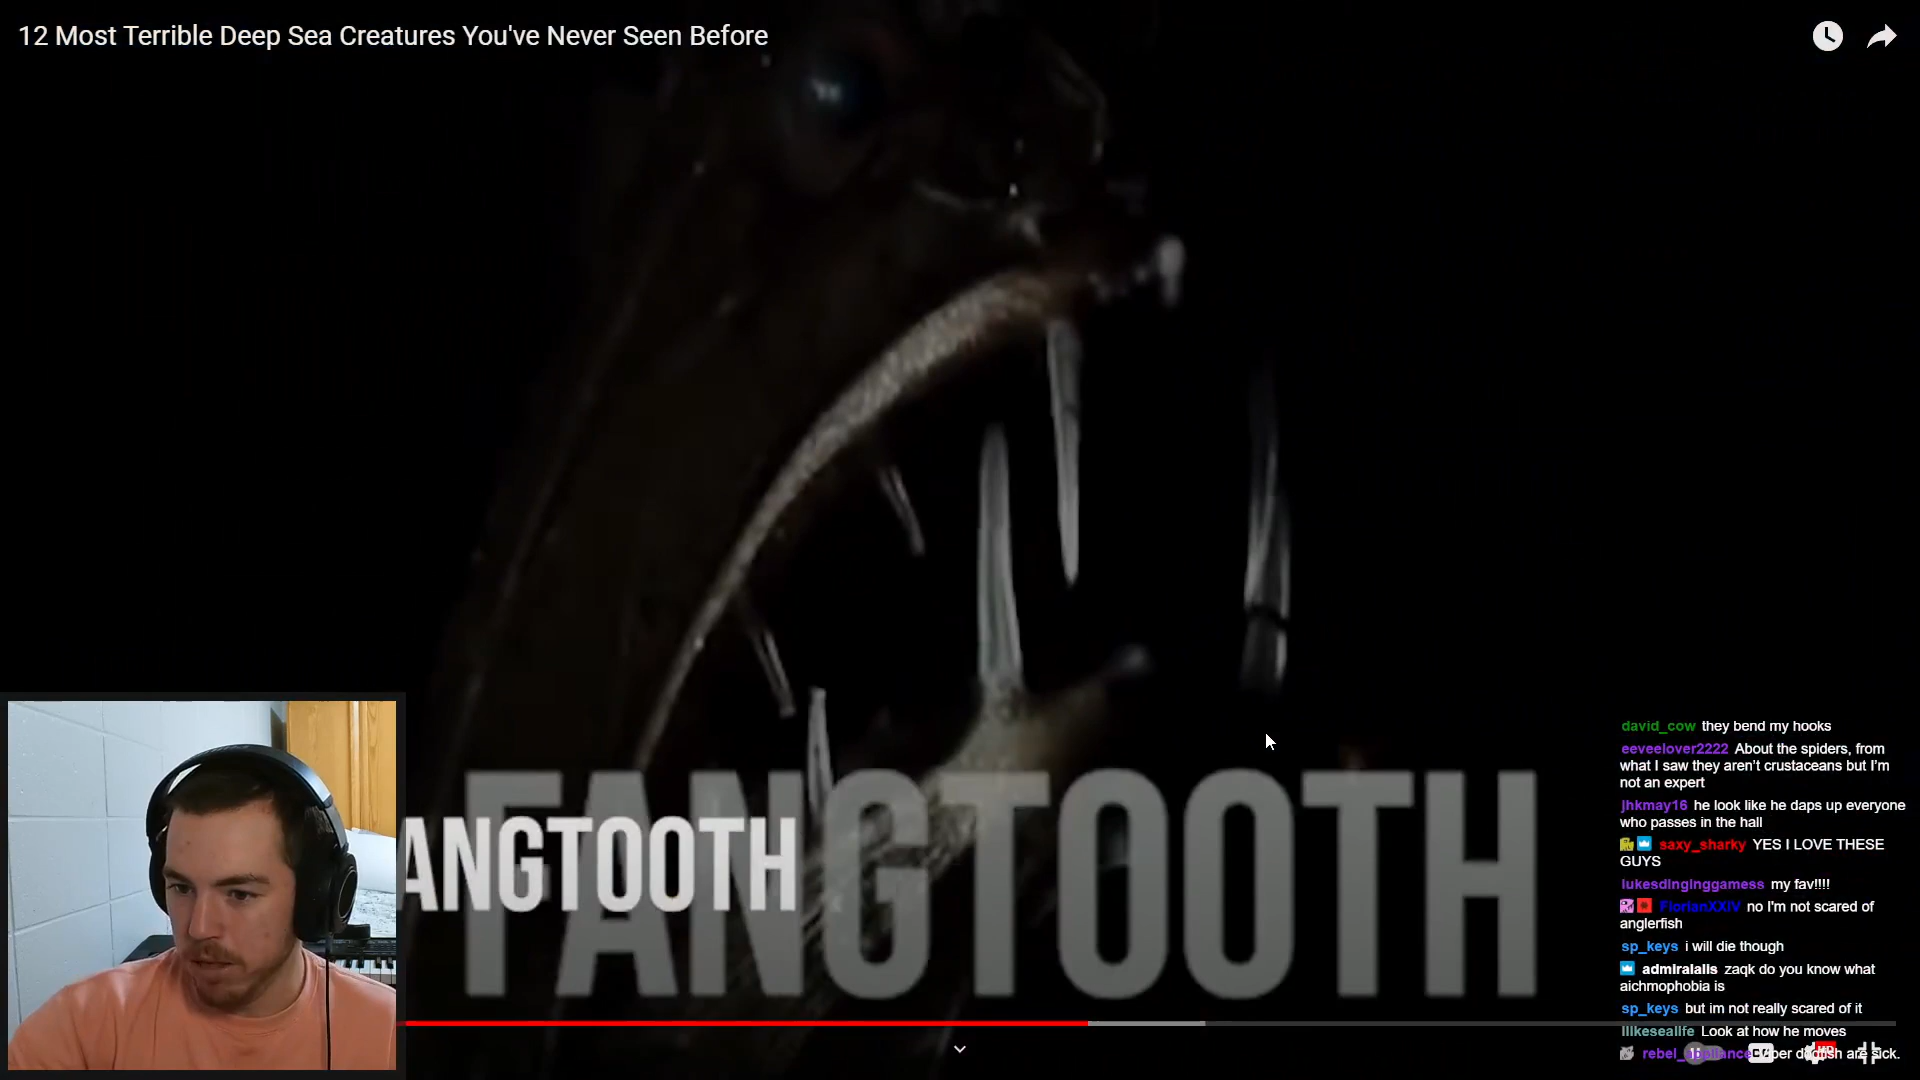 12 Most Terrible Deep Sea Creatures You've Never Seen Before
FANGTOOTH
ANGTOOTH
david_cow they bend my hooks
eeveelover2222 About the spiders, from
what I saw they aren't crustaceans but I'm
not an expert
jhkmay16 he look like he daps up everyone
who passes in the hall
saxy_sharky YES I LOVE THESE
GUYS
lukesdinginggamess my fav!!!!
FlorianXXIV no I'm not scared of
anglerfish
sp_keys i will die though
admiralalls zaqk do you know what
aichmophobia is
sp_keys but im not really scared of it
Look at how he moves
are sick.
CC
HD